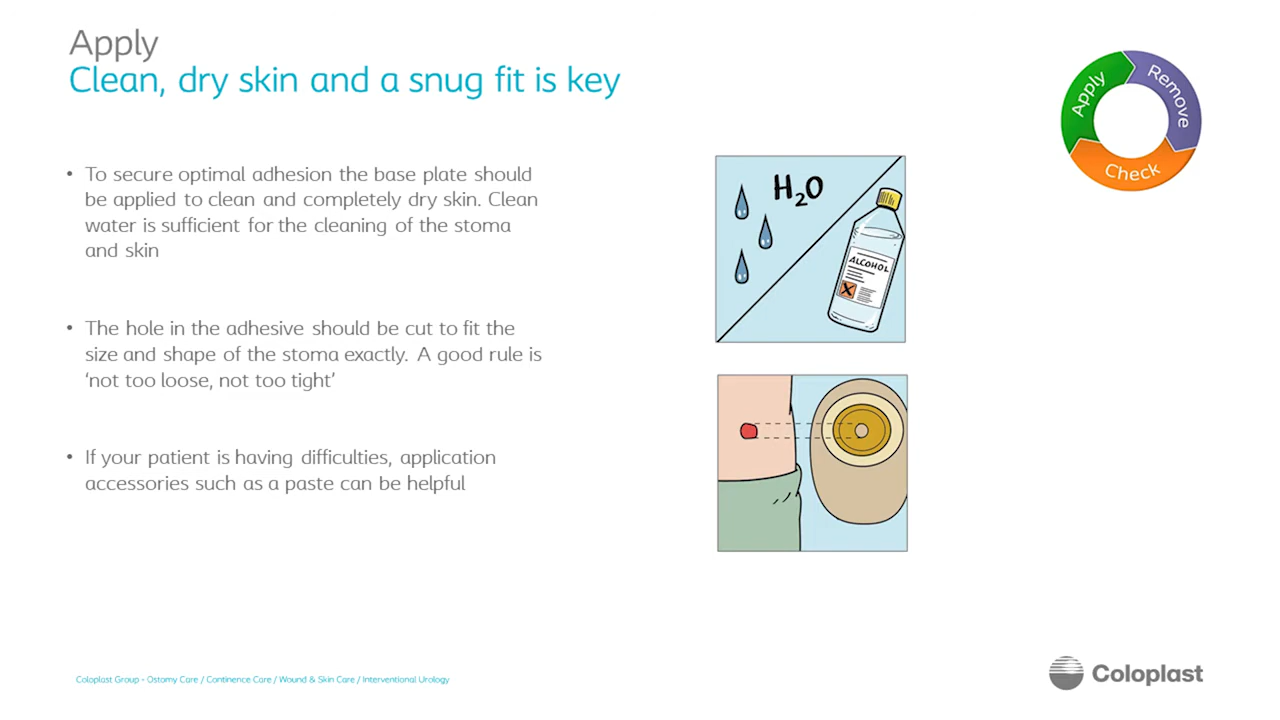 Apply
Clean, dry skin and a snug fit is key
• To secure optimal adhesion the base plate should
be applied to clean and completely dry skin. Clean
water is sufficient for the cleaning of the stoma
and skin
• The hole in the adhesive should be cut to fit the
size and shape of the stoma exactly. A good rule is
‘not too loose, not too tight’
• If your patient is having difficulties, application
accessories such as a paste can be helpful
H₂O
ALCOHOL
Apply
Remove
Check
Coloplast Group - Ostomy Care / Continence Care / Wound & Skin Care / Interventional Urology
Coloplast